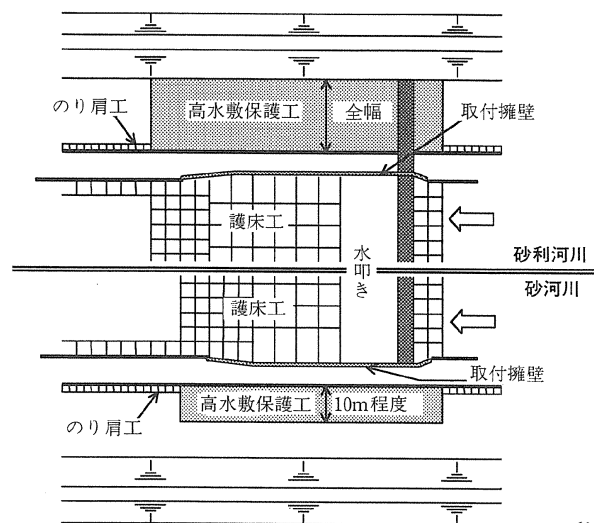 のり肩工
高水敷保護工
全幅
取付擁壁
護床工
水叩き
砂利河川
砂河川
護床工
取付擁壁
高水敷保護工
10m程度
のり肩工